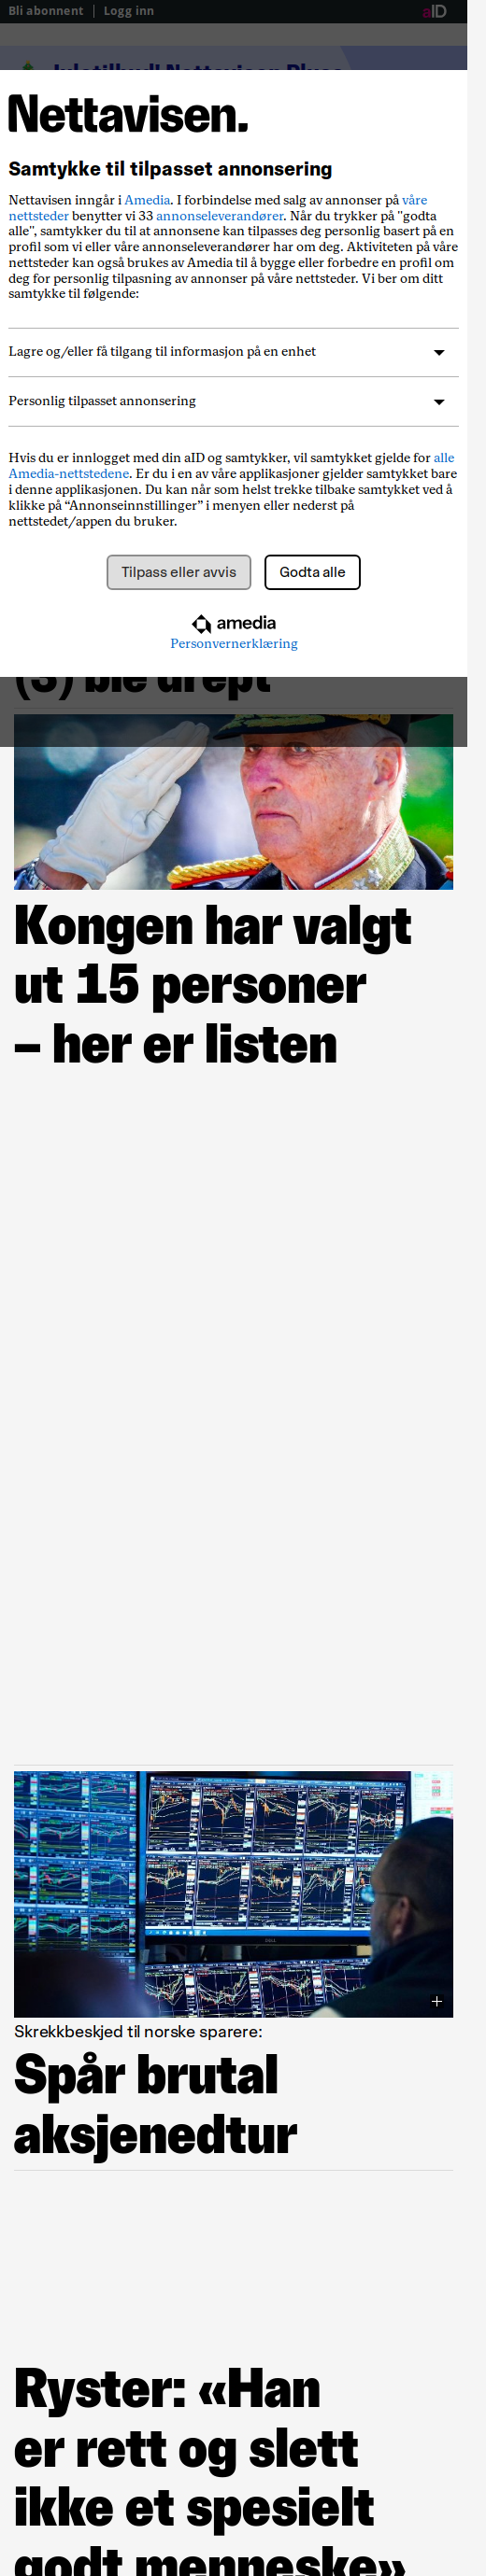 Bli abonnent | Logg inn
aID
Nettavisen.
Samtykke til tilpasset annonsering
Nettavisen inngår i Amedia. I forbindelse med salg av annonser på våre
nettsteder benytter vi 33 annonseleverandører. Når du trykker på "godta
alle", samtykker du til at annonsene kan tilpasses deg personlig basert på en
profil som vi eller våre annonseleverandører har om deg. Aktiviteten på våre
nettsteder kan også brukes av Amedia til å bygge eller forbedre en profil om
deg for personlig tilpasning av annonser på våre nettsteder. Vi ber om ditt
samtykke til følgende:
Lagre og/eller få tilgang til informasjon på en enhet
Personlig tilpasset annonsering
Hvis du er innlogget med din aID og samtykker, vil samtykket gjelde for alle
Amedia-nettstedene. Er du i en av våre applikasjoner gjelder samtykket bare
i denne applikasjonen. Du kan når som helst trekke tilbake samtykket ved å
klikke på “Annonseinnstillinger” i menyen eller nederst på
nettstedet/appen du bruker.
Tilpass eller avvis
Godta alle
amedia
Personvernerklæring
(3) ble drept
Kongen har valgt
ut 15 personer
– her er listen
Skrekkbeskjed til norske sparere:
Spår brutal
aksjenedtur
Ryster: «Han
er rett og slett
ikke et spesielt
godt menneske»